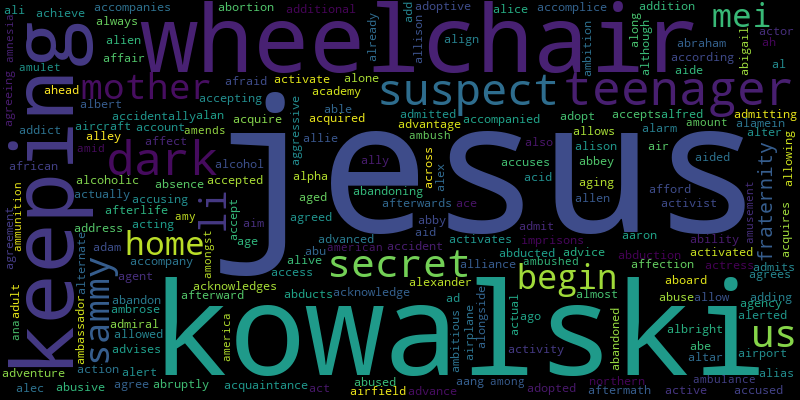 ali achieve accompanies abortion additional already add adoptive alice accomplice addition mei actor
amnesia keeping always wheelchair adopted allison along although abraham according ah
alien align ambition abigail
affair aide al
amulet mother afraid activate alone suspect teenager
ahead albert accepting academy able acquired admitted accompanied adopt accepts alfred amount admitting
agreeing accidentally alan acquire advantage allows alarm alamein
addict aircraft account amends allie aggressive ambush also alison air alter allowing
african amid alley dark affect jesus ally across accuses abbey aided fraternity
alcoholic absence alcohol alpha abandoning alex acid aging afford activist
ammunition actually accusing accepted li aged afterwards ace allen amusement
agreement afterlife acting amy accept aim agreed abby admit aaron ability acquires
address home amongst age advanced aid american accident activates imprisons abducted advice abduction activated
adam accompany alive abu secret alliance ambushed affection actress admits
alternate agent acknowledges access alexander begin aboard agrees
ana adult ambassador sammy abandon afterward abducts acknowledge ad almost abuse allow adding
ambrose admiral america kowalski ambitious airplane alongside actual ago abandoned albright agency alerted
allowed activity abe us
advises altar airport
adventure action alert abruptly abused aang among adopted northern aftermath ambulance alias
alec abusive agree acquaintance act airfield advance active accused